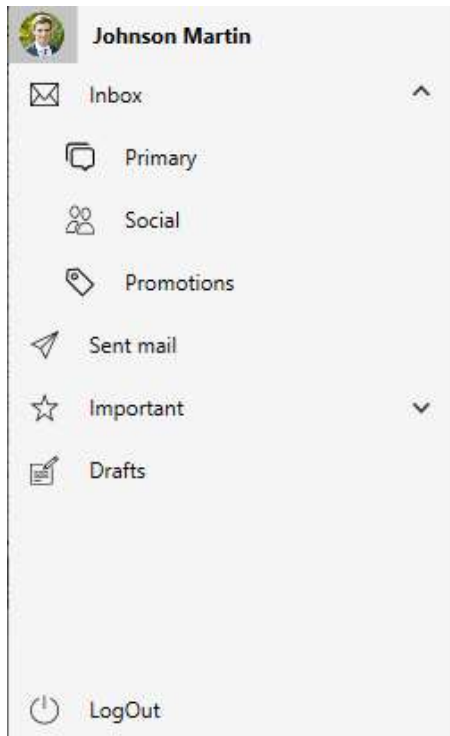 Johnson Martin
Inbox
Primary
Social
Promotions
Sent mail
Important
Drafts
LogOut